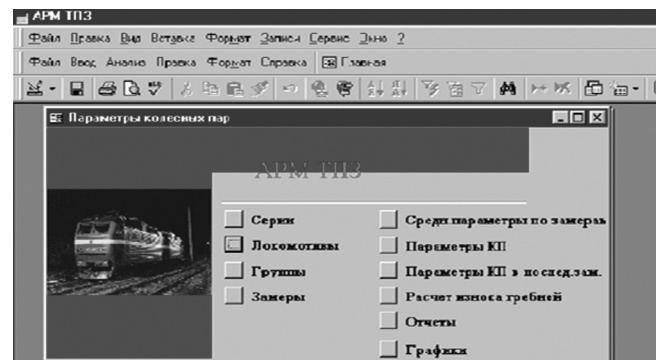 АРМ ТПЗ
Файл Правка Вид Вставка Формат Записи Сервис Окно ?
Файл Ввод Анализ Правка Формат Справка Главная
Параметры колесных пар
АРМ ТПЗ
Серии
Локомотивы
Группы
Замеры
Средн.параметры по замерам
Параметры КП
Параметры КП в послед.зам.
Расчет износа гребней
Отчеты
Графики